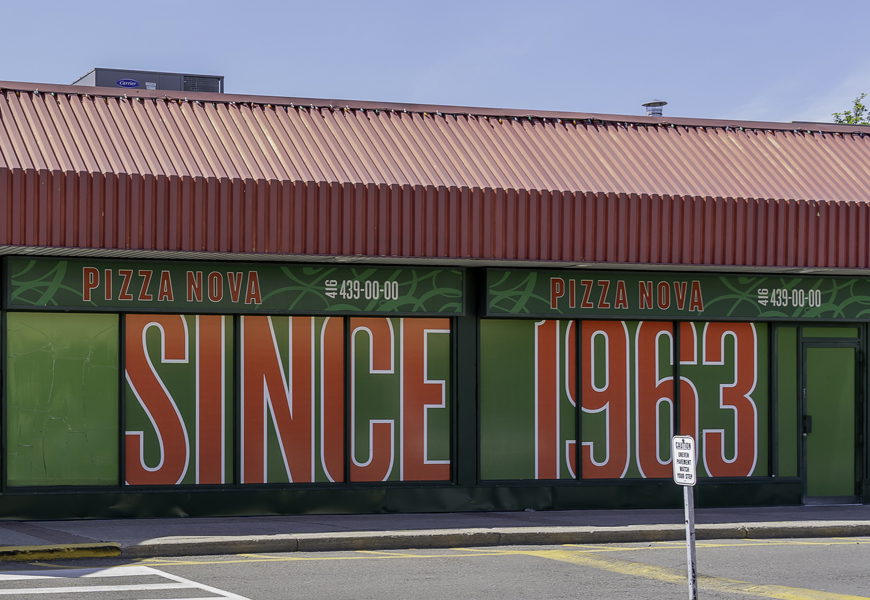 Carrier
PIZZA NOVA 416 439-00-00
PIZZA NOVA 416 439-00-00
SINCE 1963
CAUTION
UNEVEN
PAVEMENT
WATCH
YOUR STEP